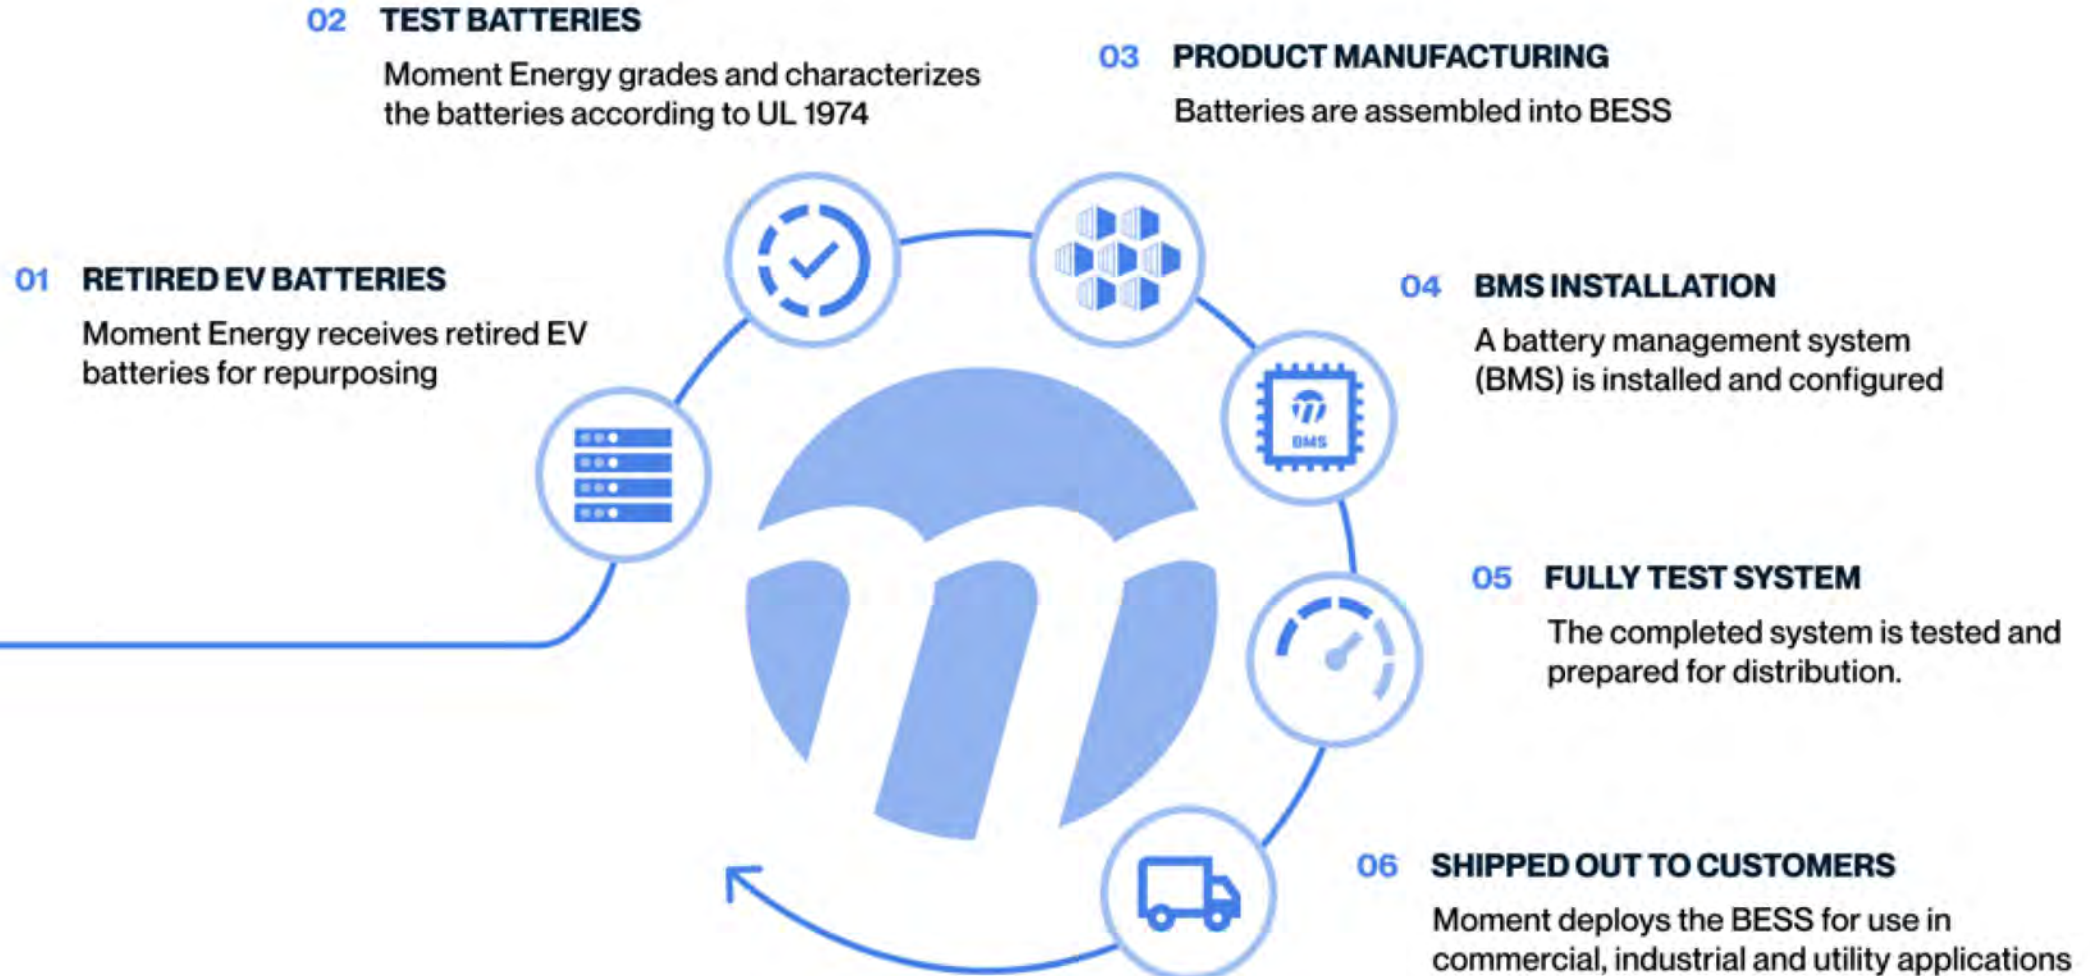 01 RETIRED EV BATTERIES
Moment Energy receives retired EV
batteries for repurposing
02 TEST BATTERIES
Moment Energy grades and characterizes
the batteries according to UL 1974
03 PRODUCT MANUFACTURING
Batteries are assembled into BESS
04 BMS INSTALLATION
A battery management system
(BMS) is installed and configured
m
BMS
05 FULLY TEST SYSTEM
The completed system is tested and
prepared for distribution.
06 SHIPPED OUT TO CUSTOMERS
Moment deploys the BESS for use in
commercial, industrial and utility applications
m